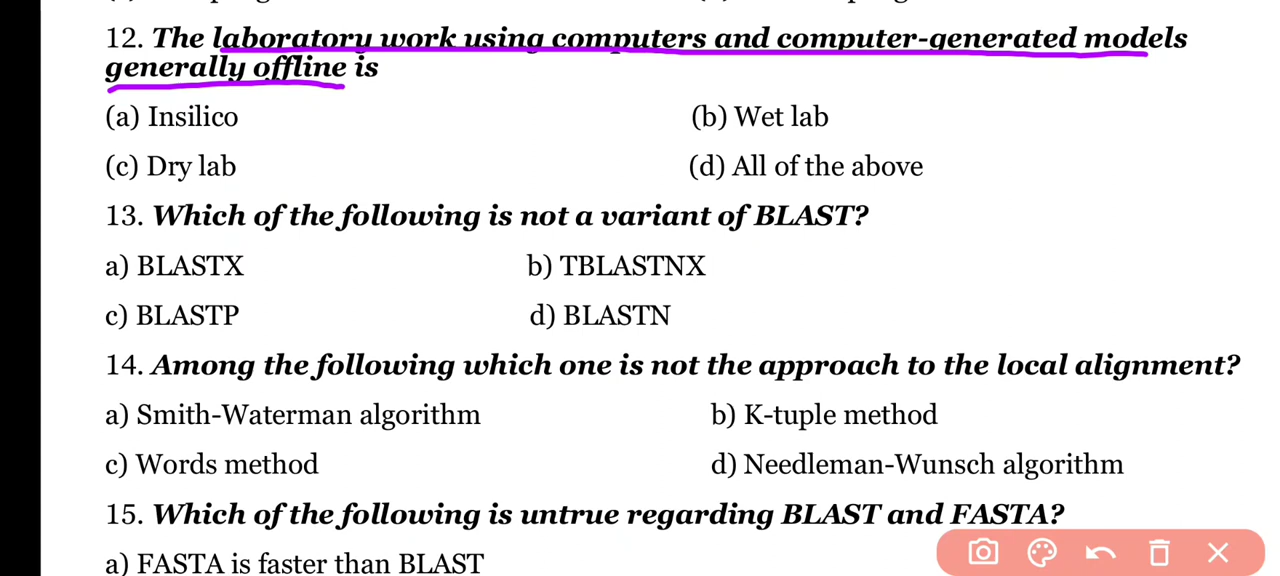 12. The laboratory work using computers and computer-generated models
generally offline is
(a) Insilico (b) Wet lab
(c) Dry lab (d) All of the above
13. Which of the following is not a variant of BLAST?
a) BLASTX b) TBLASTNX
c) BLASTP d) BLASTN
14. Among the following which one is not the approach to the local alignment?
a) Smith-Waterman algorithm b) K-tuple method
c) Words method d) Needleman-Wunsch algorithm
15. Which of the following is untrue regarding BLAST and FASTA?
a) FASTA is faster than BLAST